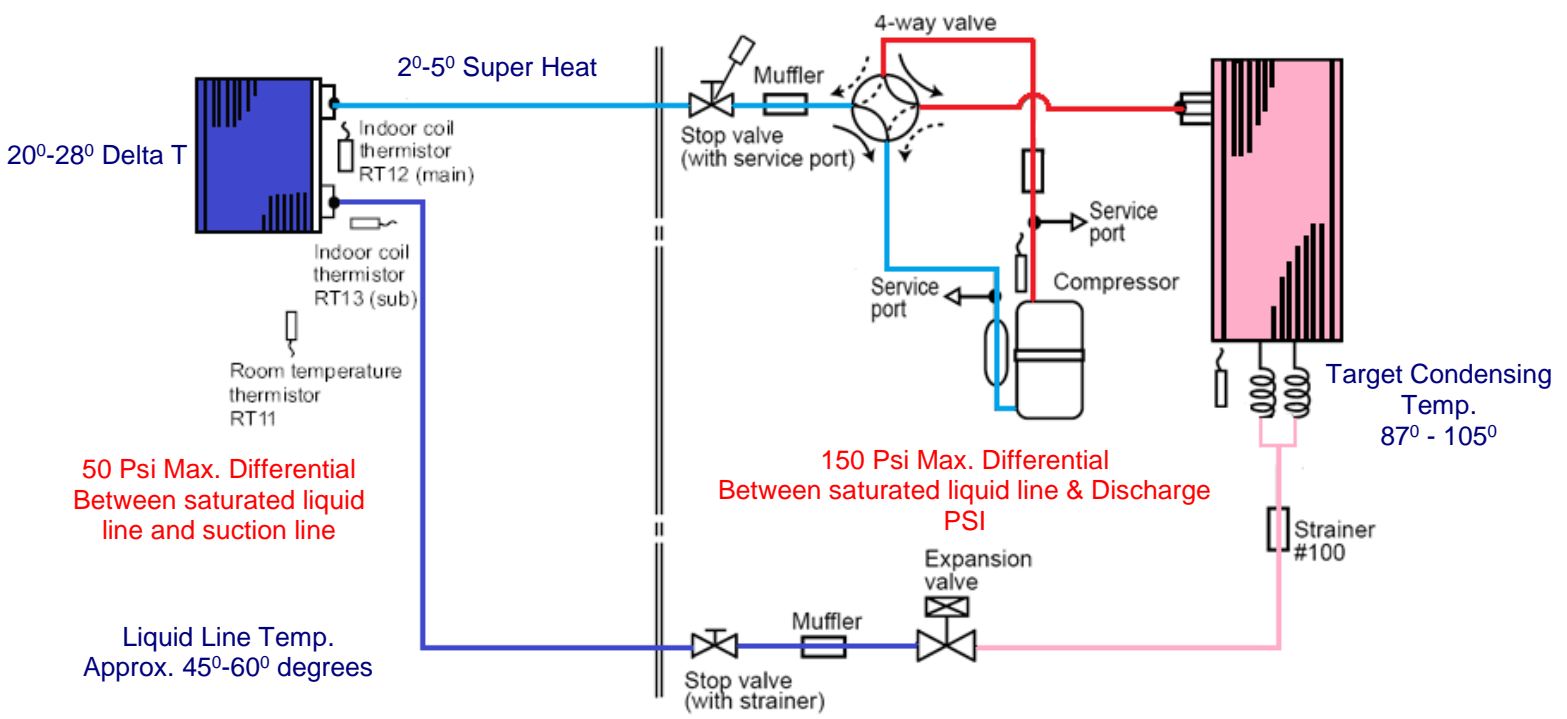 4-way valve
2⁰-5⁰ Super Heat
Muffler
20⁰-28⁰ Delta T
Indoor coil
thermistor
RT12 (main)
Stop valve
(with service port)
Service
port
Indoor coil
thermistor
RT13 (sub)
Service
port
Compressor
Room temperature
thermistor
RT11
Target Condensing
Temp.
87⁰ - 105⁰
50 Psi Max. Differential
Between saturated liquid
line and suction line
150 Psi Max. Differential
Between saturated liquid line & Discharge
PSI
Strainer
#100
Expansion
valve
Muffler
Liquid Line Temp.
Approx. 45⁰-60⁰ degrees
Stop valve
(with strainer)